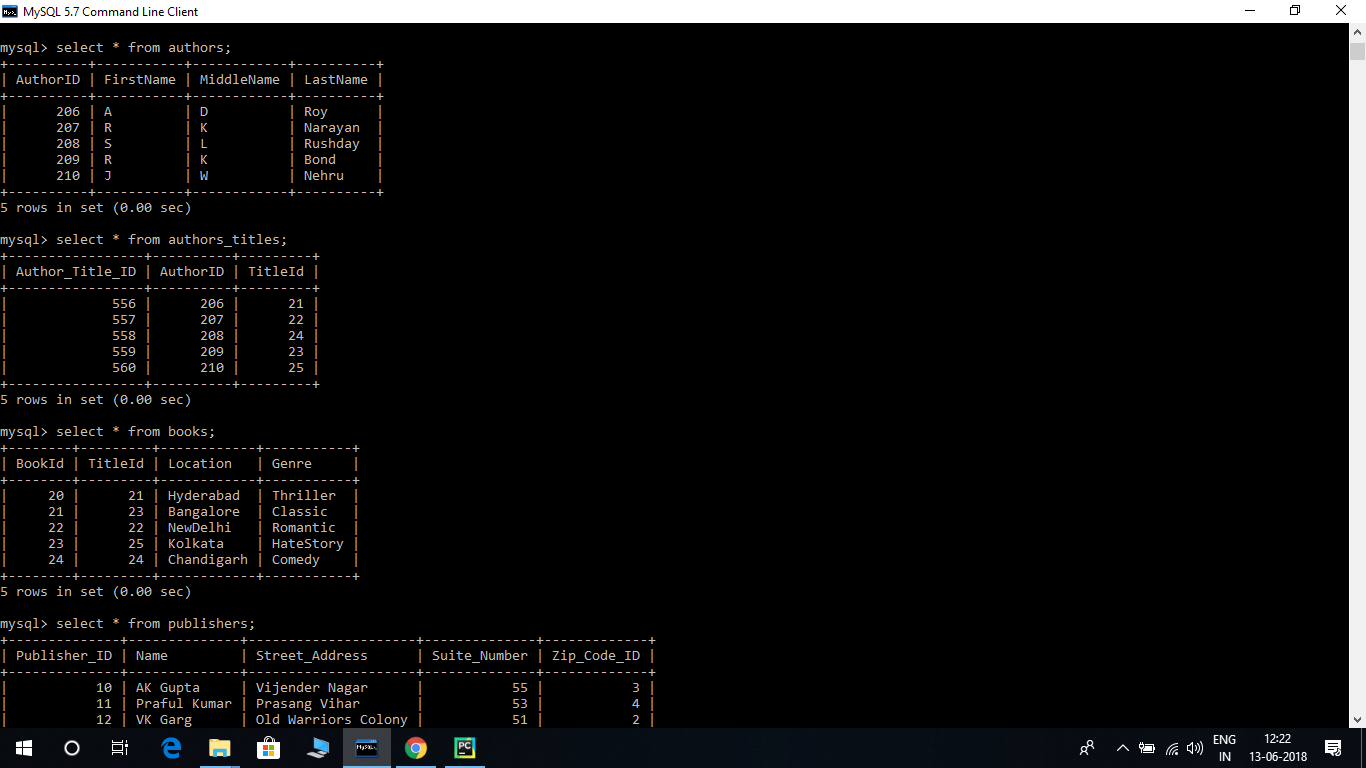 MySQL 5.7 Command Line Client
mysql> select * from authors;
+----------+-----------+------------+----------+
| AuthorID | FirstName | MiddleName | LastName |
+----------+-----------+------------+----------+
|      206 | A         | D          | Roy      |
|      207 | R         | K          | Narayan  |
|      208 | S         | L          | Rushday  |
|      209 | R         | K          | Bond     |
|      210 | J         | W          | Nehru    |
+----------+-----------+------------+----------+
5 rows in set (0.00 sec)
mysql> select * from authors_titles;
+-----------------+----------+---------+
| Author_Title_ID | AuthorID | TitleId |
+-----------------+----------+---------+
|             556 |      206 |      21 |
|             557 |      207 |      22 |
|             558 |      208 |      24 |
|             559 |      209 |      23 |
|             560 |      210 |      25 |
+-----------------+----------+---------+
5 rows in set (0.00 sec)
mysql> select * from books;
+--------+---------+------------+-----------+
| BookId | TitleId | Location   | Genre     |
+--------+---------+------------+-----------+
|     20 |      21 | Hyderabad  | Thriller  |
|     21 |      23 | Bangalore  | Classic   |
|     22 |      22 | NewDelhi   | Romantic  |
|     23 |      25 | Kolkata    | HateStory |
|     24 |      24 | Chandigarh | Comedy    |
+--------+---------+------------+-----------+
5 rows in set (0.00 sec)
mysql> select * from publishers;
+--------------+--------------+---------------------+--------------+-------------+
| Publisher_ID | Name         | Street_Address      | Suite_Number | Zip_Code_ID |
+--------------+--------------+---------------------+--------------+-------------+
|           10 | AK Gupta     | Vijender Nagar      |           55 |           3 |
|           11 | Praful Kumar | Prasang Vihar       |           53 |           4 |
|           12 | VK Garg      | Old Warriors Colony |           51 |           2 |
MySQL
PC
ENG
IN
12:22
13-06-2018